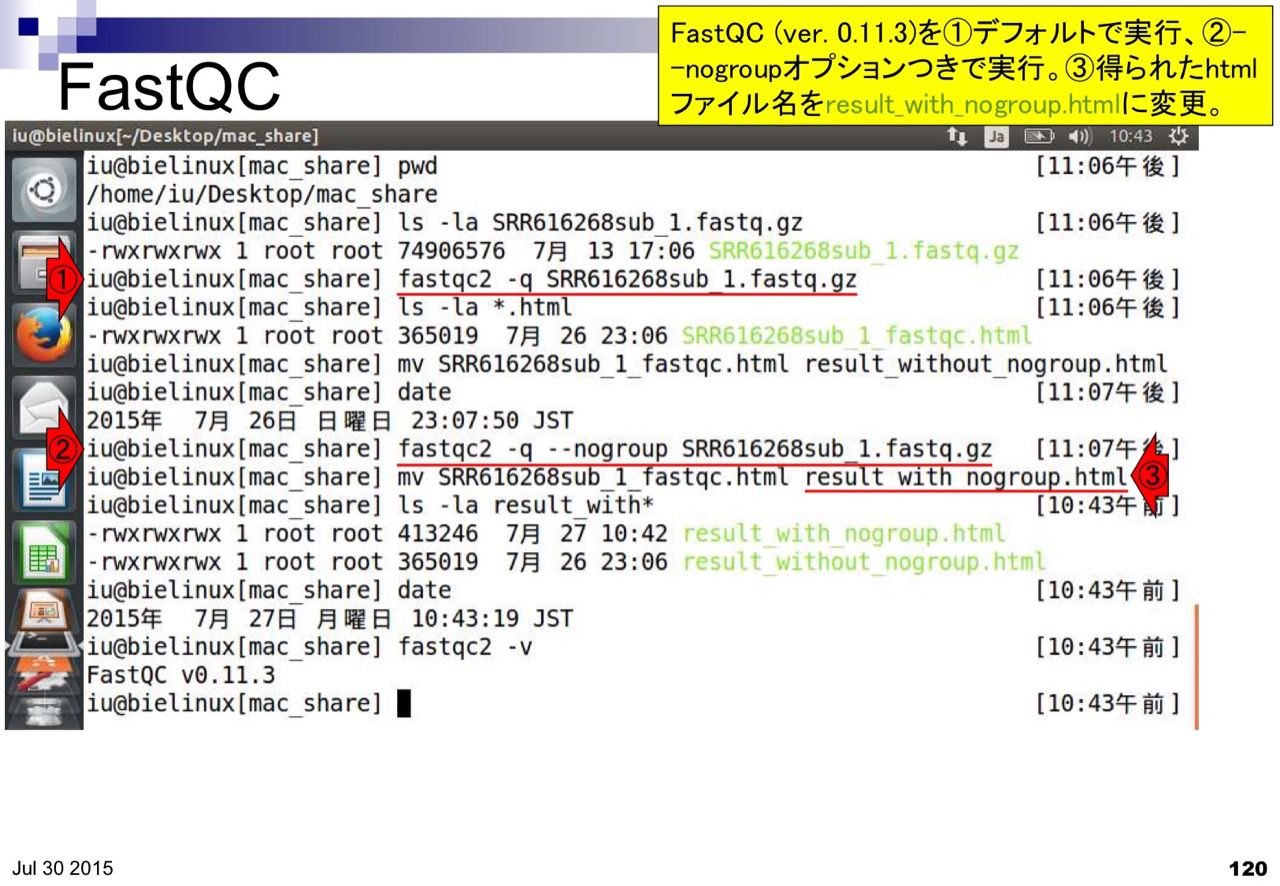 FastQC (ver. 0.11.3)を①デフォルトで実行、②-
-nogroupオプションつきで実行。③得られたhtml
ファイル名をresult_with_nogroup.htmlに変更。
FastQC
iu@bielinux[~/Desktop/mac_share] Ja 10:43
iu@bielinux[mac_share] pwd [11:06午後]
/home/iu/Desktop/mac_share
iu@bielinux[mac_share] ls -la SRR616268sub_1.fastq.gz [11:06午後]
-rwxrwxrwx 1 root root 74906576 7月 13 17:06 SRR616268sub_1.fastq.gz
① iu@bielinux[mac_share] fastqc2 -q SRR616268sub_1.fastq.gz [11:06午後]
iu@bielinux[mac_share] ls -la *.html [11:06午後]
-rwxrwxrwx 1 root root 365019 7月 26 23:06 SRR616268sub_1_fastqc.html
iu@bielinux[mac_share] mv SRR616268sub_1_fastqc.html result_without_nogroup.html
iu@bielinux[mac_share] date [11:07午後]
2015年 7月 26日 日曜日 23:07:50 JST
② iu@bielinux[mac_share] fastqc2 -q --nogroup SRR616268sub_1.fastq.gz [11:07午後]
iu@bielinux[mac_share] mv SRR616268sub_1_fastqc.html result_with_nogroup.html ③
iu@bielinux[mac_share] ls -la result_with* [10:43午前]
-rwxrwxrwx 1 root root 413246 7月 27 10:42 result_with_nogroup.html
-rwxrwxrwx 1 root root 365019 7月 26 23:06 result_without_nogroup.html
iu@bielinux[mac_share] date [10:43午前]
2015年 7月 27日 月曜日 10:43:19 JST
iu@bielinux[mac_share] fastqc2 -v [10:43午前]
FastQC v0.11.3
iu@bielinux[mac_share] [10:43午前]
Jul 30 2015
120